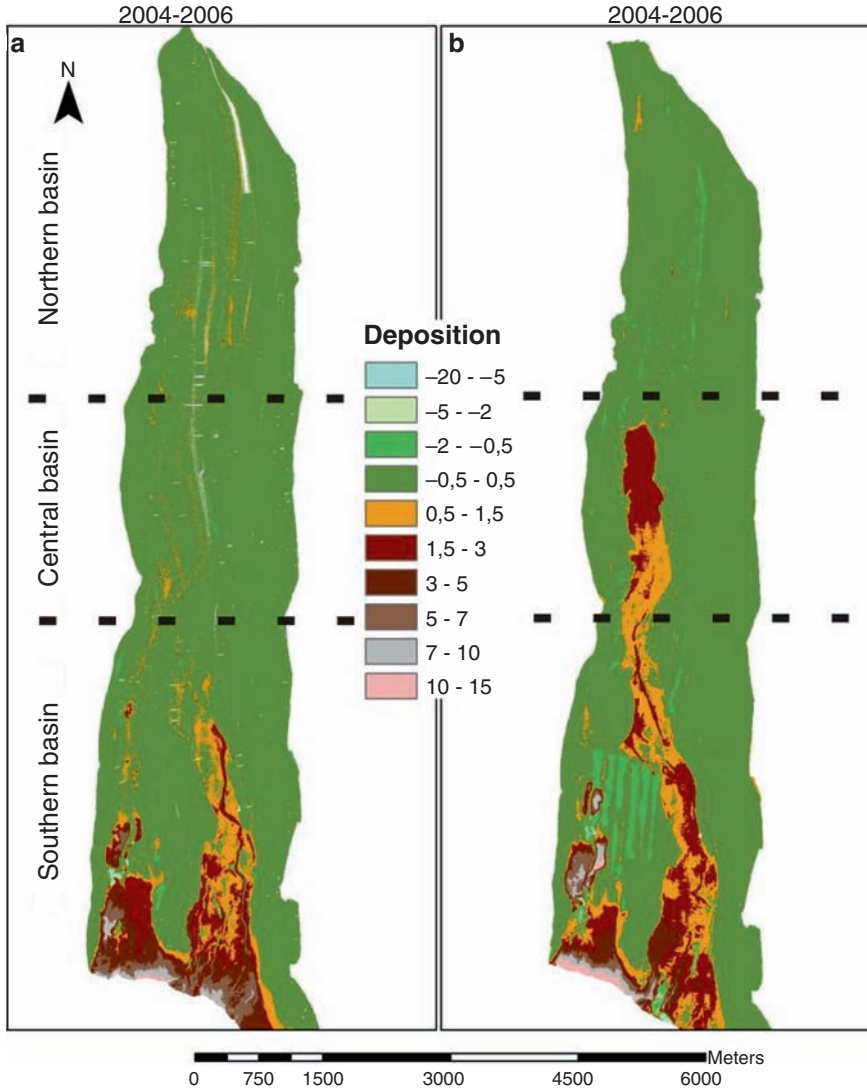 2004-2006
2004-2006
a
b
N
Northern basin
Central basin
Southern basin
Deposition
–20 - –5
–5 - –2
–2 - –0,5
–0,5 - 0,5
0,5 - 1,5
1,5 - 3
3 - 5
5 - 7
7 - 10
10 - 15
Meters
0 750 1500 3000 4500 6000